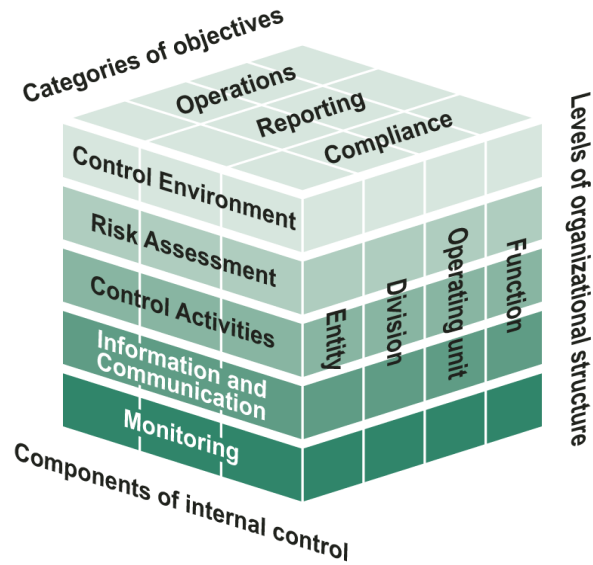 Categories of objectives
Operations
Reporting
Compliance
Control Environment
Risk Assessment
Control Activities
Information and
Communication
Monitoring
Components of internal control
Entity
Division
Operating unit
Function
Levels of organizational structure